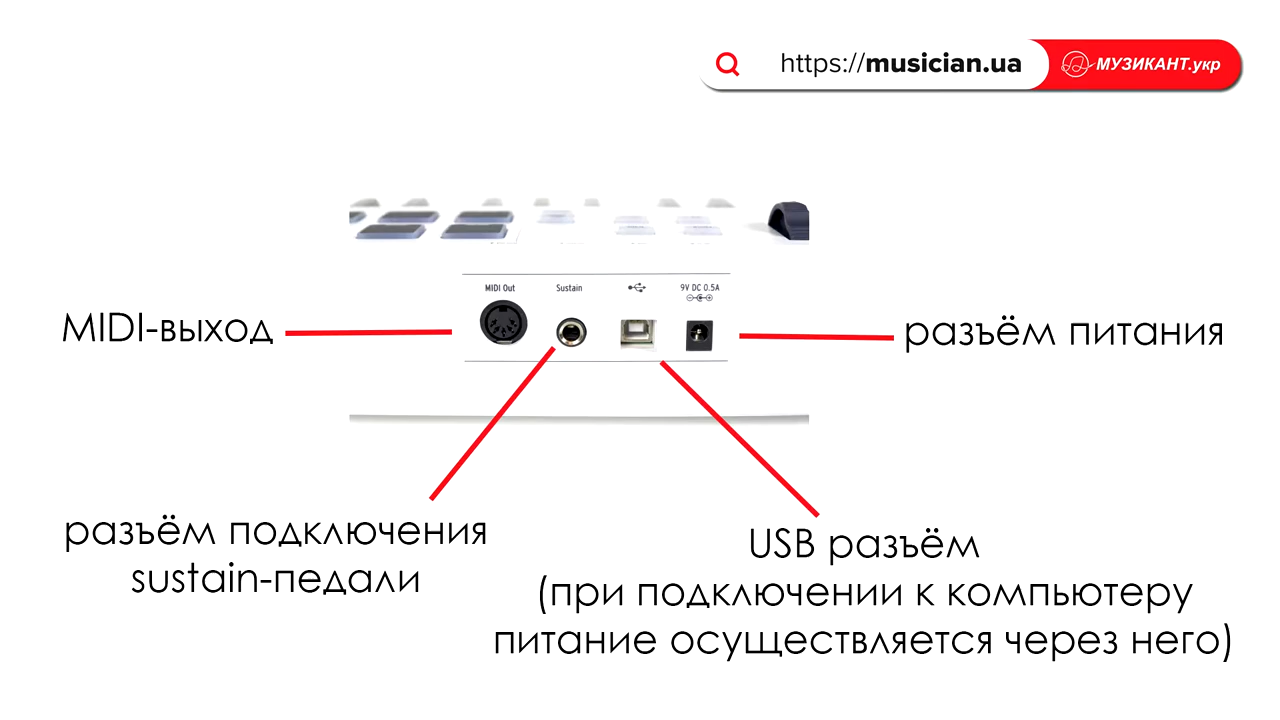 https://musician.ua
МУЗИКАНТ.укр
MIDI Out
Sustain
9V DC 0.5A
MIDI-выход
разъём питания
разъём подключения
sustain-педали
USB разъём
(при подключении к компьютеру
питание осуществляется через него)